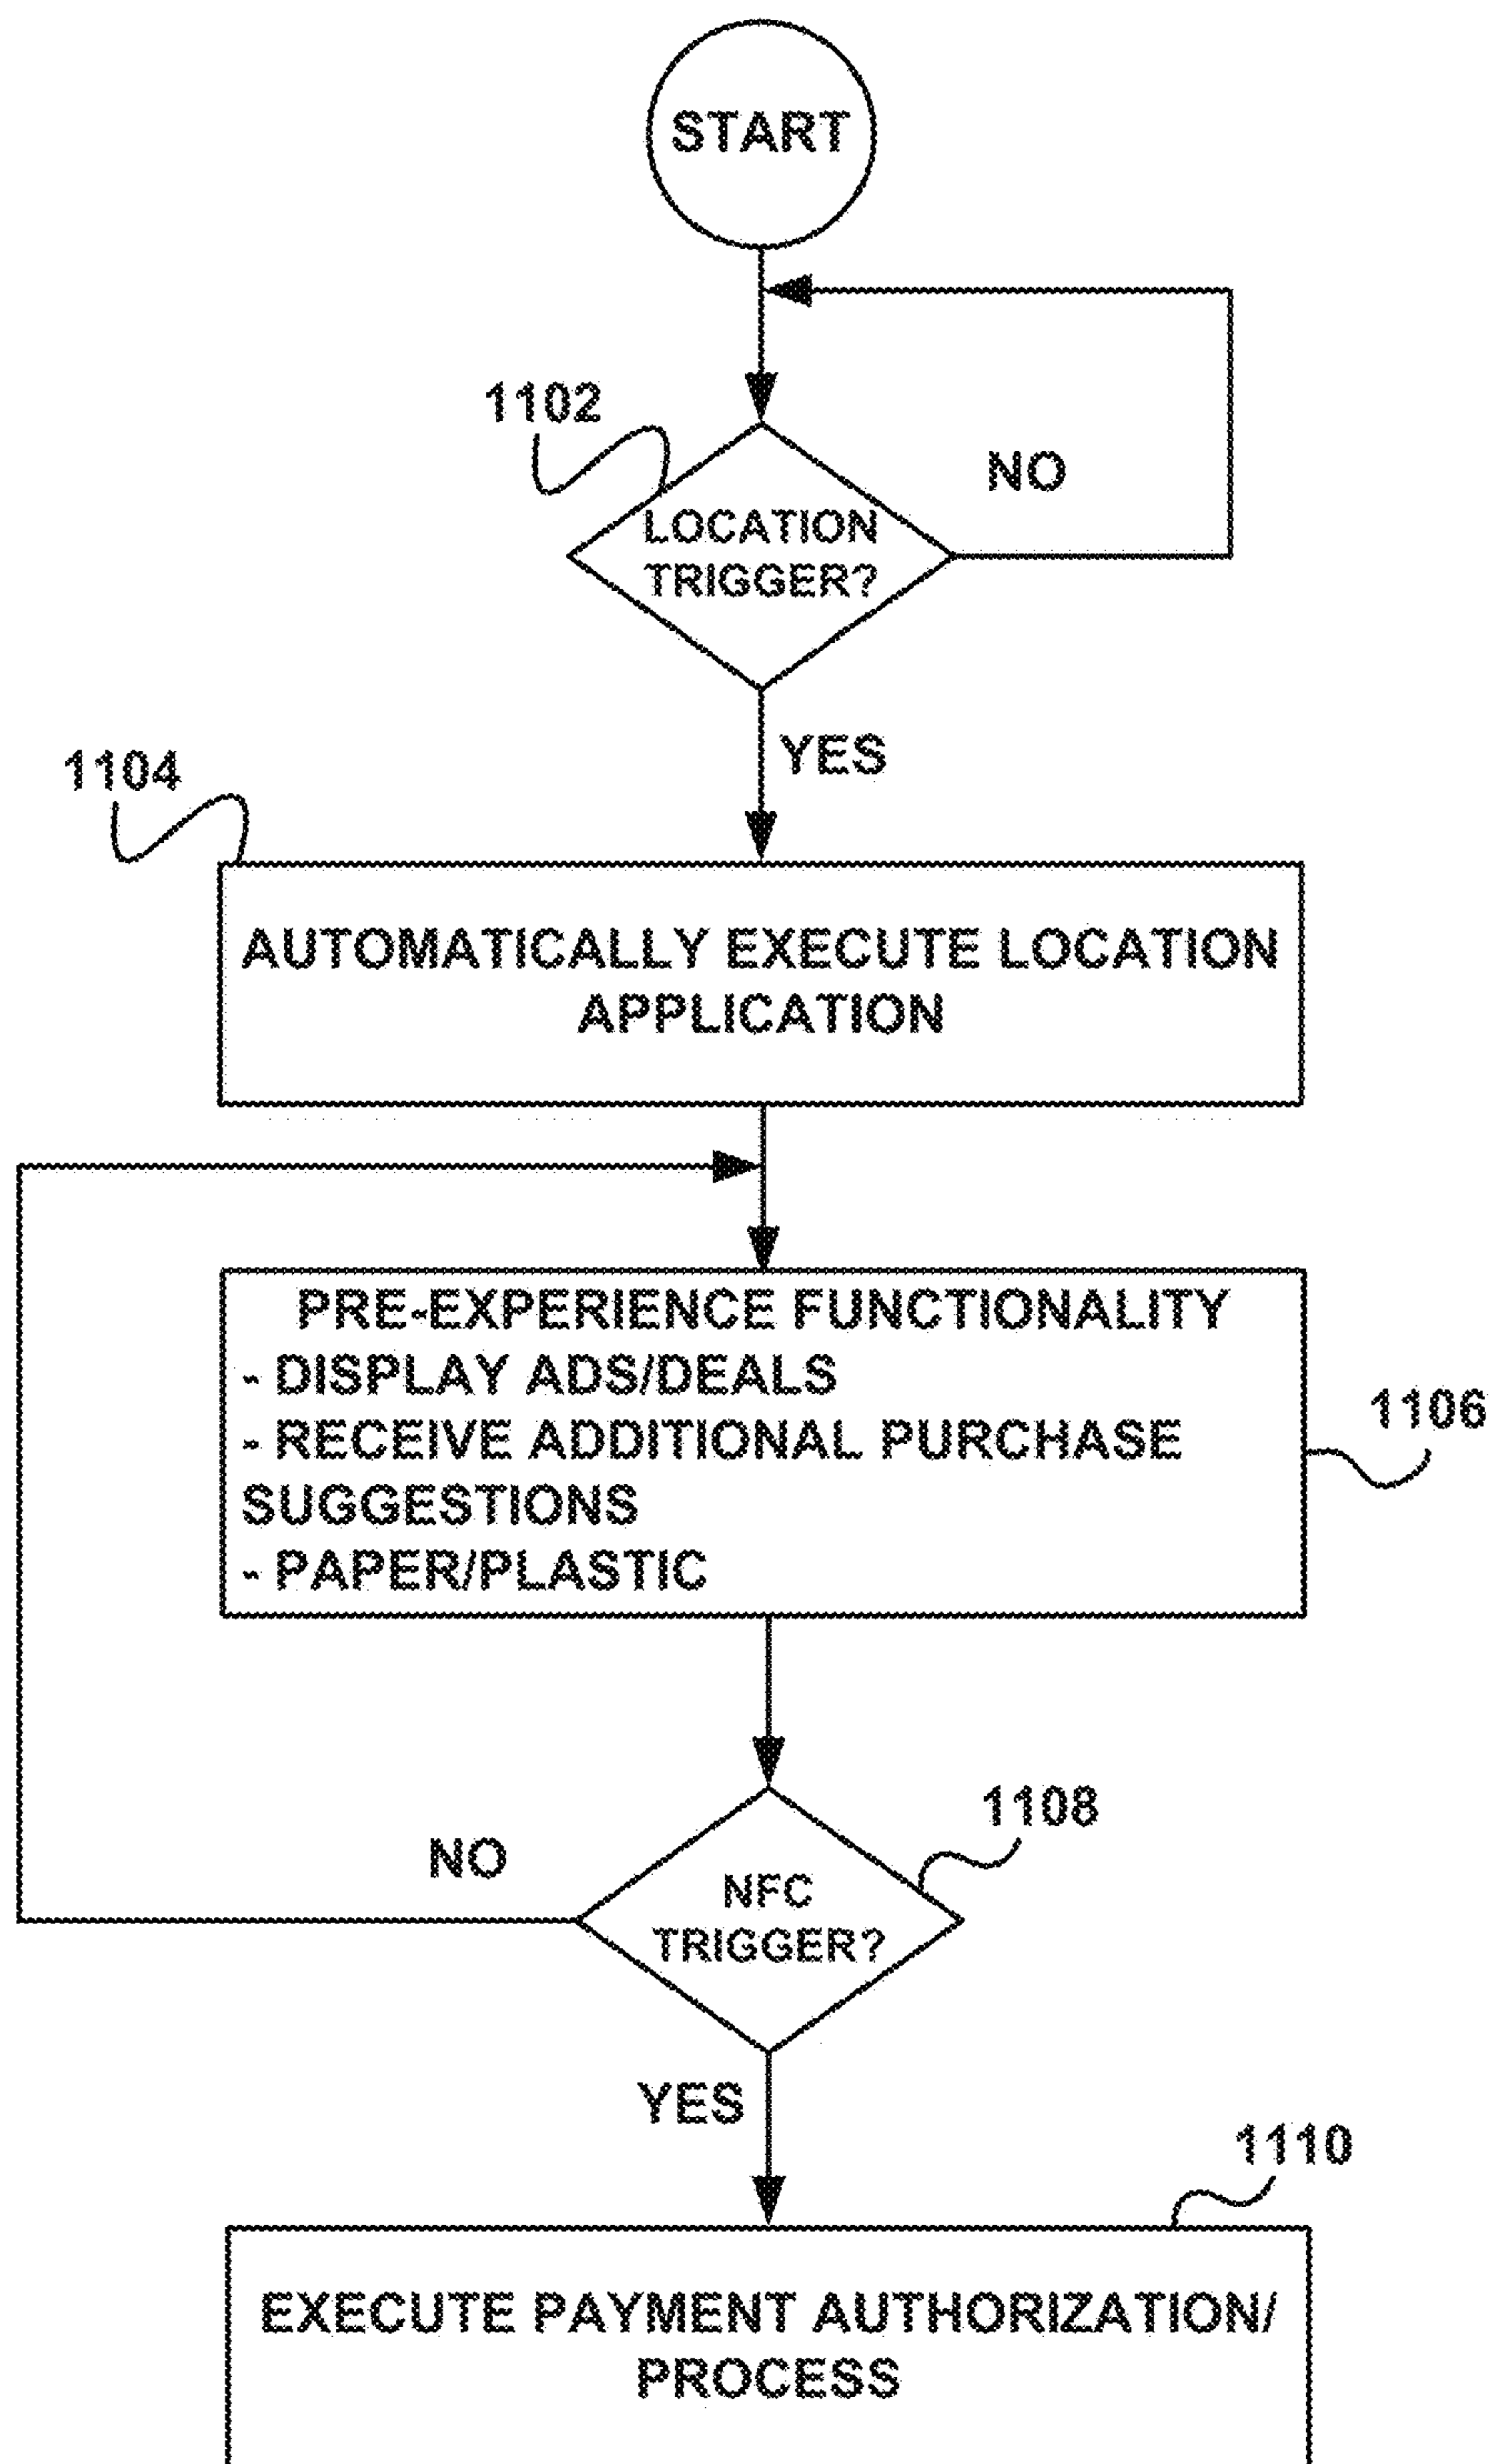 START
1102
NO
LOCATION
TRIGGER?
YES
1104
AUTOMATICALLY EXECUTE LOCATION
APPLICATION
PRE-EXPERIENCE FUNCTIONALITY
- DISPLAY ADS/DEALS
- RECEIVE ADDITIONAL PURCHASE
SUGGESTIONS
- PAPER/PLASTIC
1106
1108
NO
NFC
TRIGGER?
YES
1110
EXECUTE PAYMENT AUTHORIZATION/
PROCESS